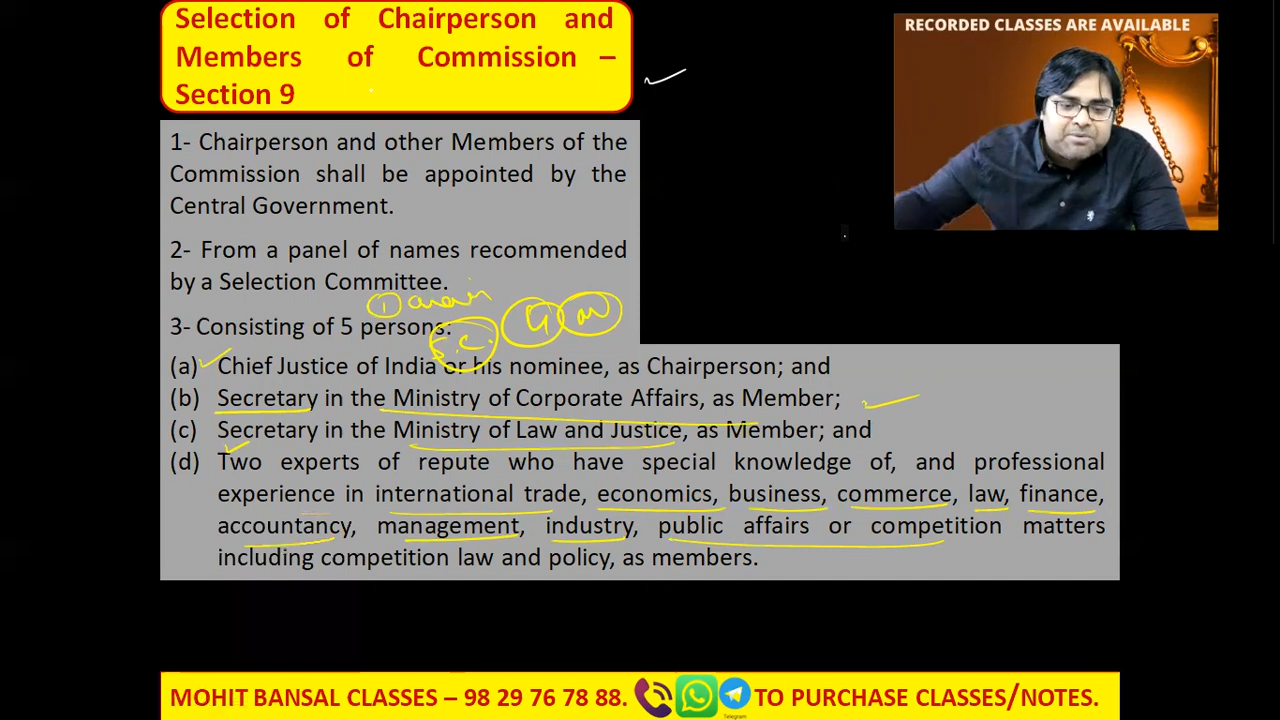 Selection of Chairperson and
Members of Commission –
Section 9
RECORDED CLASSES ARE AVAILABLE
1- Chairperson and other Members of the
Commission shall be appointed by the
Central Government.
2- From a panel of names recommended
by a Selection Committee.
3- Consisting of 5 persons:
S.C.
(a) Chief Justice of India or his nominee, as Chairperson; and
(b) Secretary in the Ministry of Corporate Affairs, as Member;
(c) Secretary in the Ministry of Law and Justice, as Member; and
(d) Two experts of repute who have special knowledge of, and professional
experience in international trade, economics, business, commerce, law, finance,
accountancy, management, industry, public affairs or competition matters
including competition law and policy, as members.
MOHIT BANSAL CLASSES – 98 29 76 78 88. TO PURCHASE CLASSES/NOTES.
Telegram